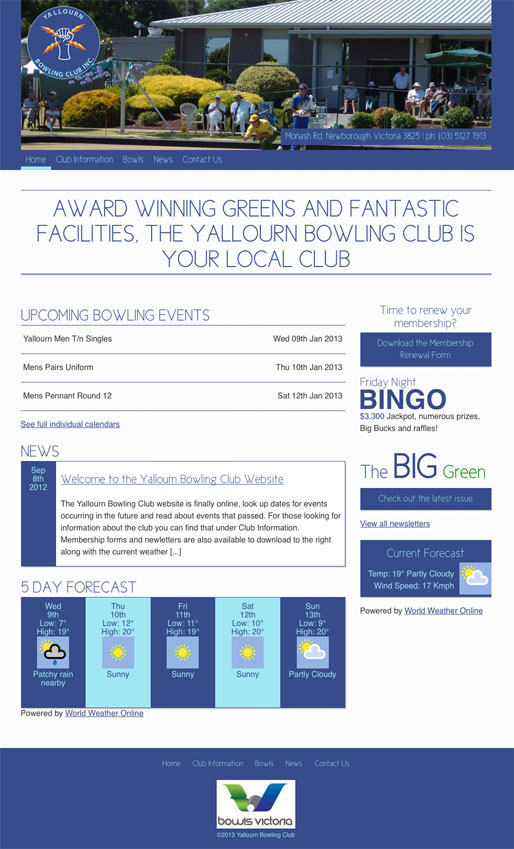 YALLOURN
BOWLING CLUB INC.
Monash Rd, Newborough Victoria 3825 | ph: (03) 5127 1913
Home Club Information Bowls News Contact Us
AWARD WINNING GREENS AND FANTASTIC
FACILITIES, THE YALLOURN BOWLING CLUB IS
YOUR LOCAL CLUB
UPCOMING BOWLING EVENTS
Yallourn Men T/n Singles Wed 09th Jan 2013
Mens Pairs Uniform Thu 10th Jan 2013
Mens Pennant Round 12 Sat 12th Jan 2013
See full individual calendars
NEWS
Sep
8th
2012
Welcome to the Yallourn Bowling Club Website
The Yallourn Bowling Club website is finally online, look up dates for events
occurring in the future and read about events that passed. For those looking for
information about the club you can find that under Club Information.
Membership forms and newletters are also available to download to the right
along with the current weather [...]
5 DAY FORECAST
Wed
9th
Low: 7°
High: 19°
Patchy rain
nearby
Thu
10th
Low: 12°
High: 20°
Sunny
Fri
11th
Low: 11°
High: 19°
Sunny
Sat
12th
Low: 10°
High: 20°
Sunny
Sun
13th
Low: 9°
High: 20°
Partly Cloudy
Powered by World Weather Online
Time to renew your
membership?
Download the Membership
Renewal Form
Friday Night
BINGO
$3,300 Jackpot, numerous prizes,
Big Bucks and raffles!
The BIG Green
Check out the latest issue
View all newsletters
Current Forecast
Temp: 19° Partly Cloudy
Wind Speed: 17 Kmph
Powered by World Weather Online
Home Club Information Bowls News Contact Us
bowls victoria
©2013 Yallourn Bowling Club